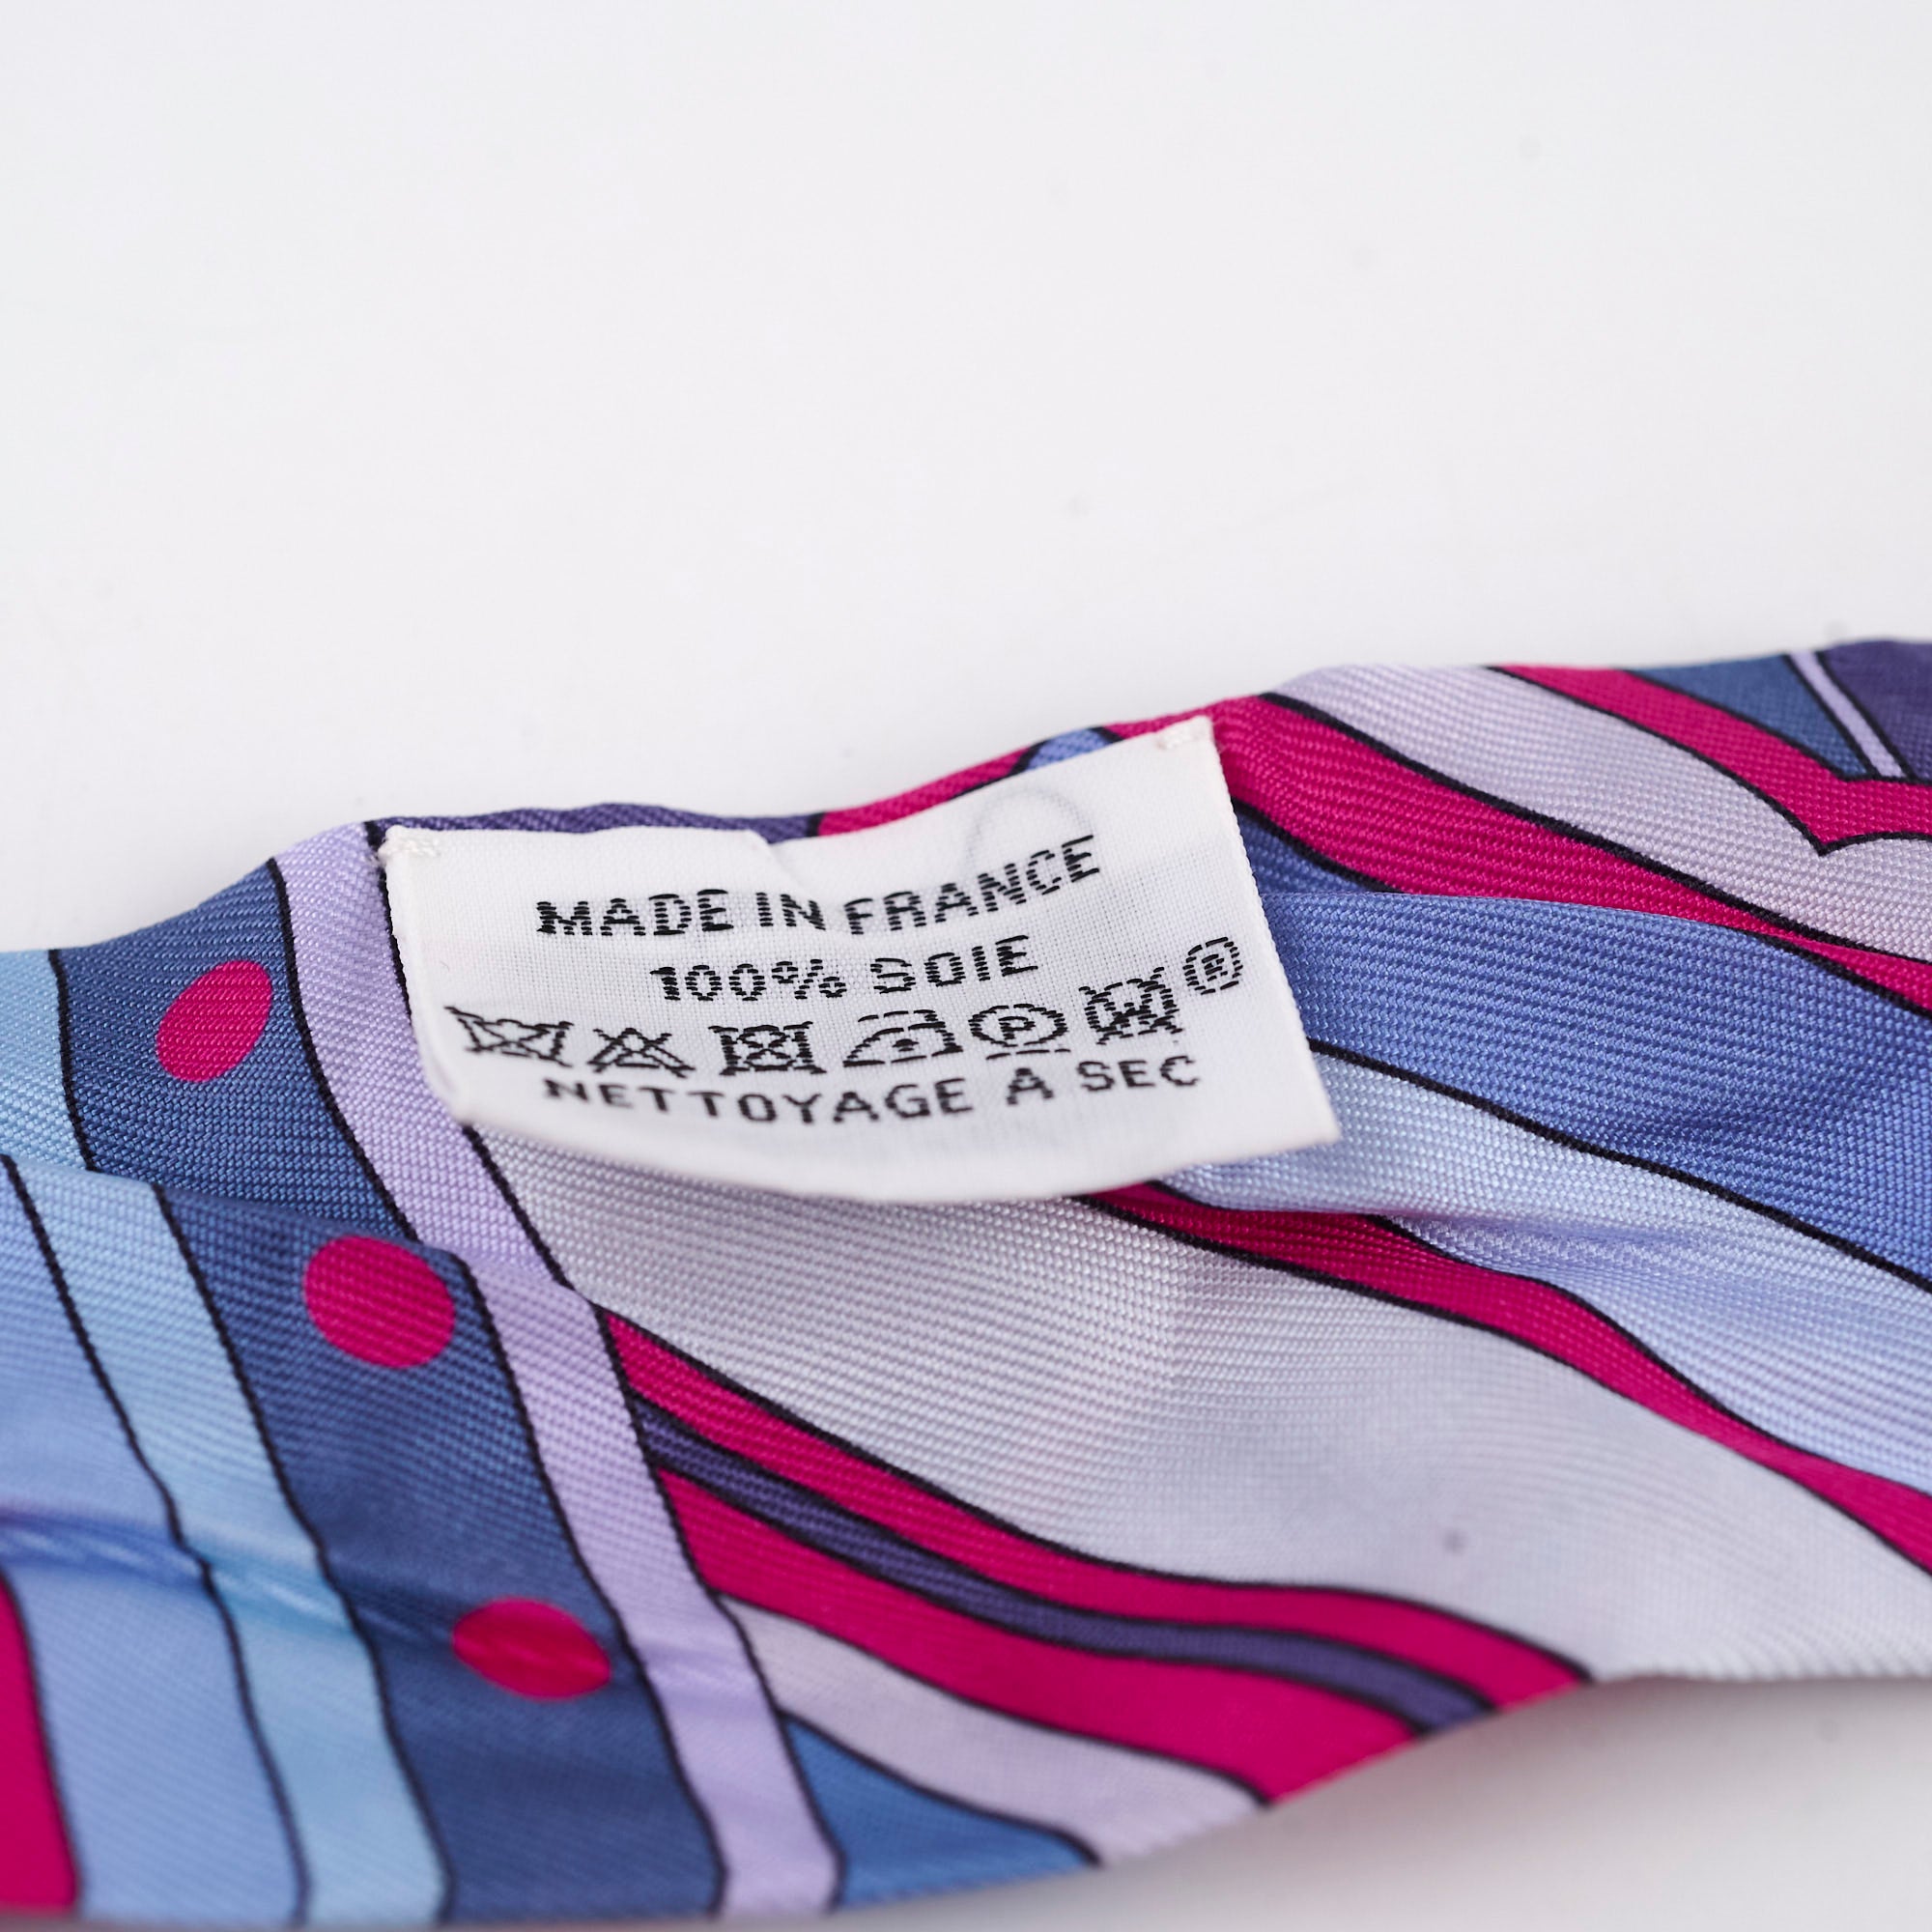 MADE IN FRANCE
100% SOIE
P W ®
NETTOYAGE A SEC